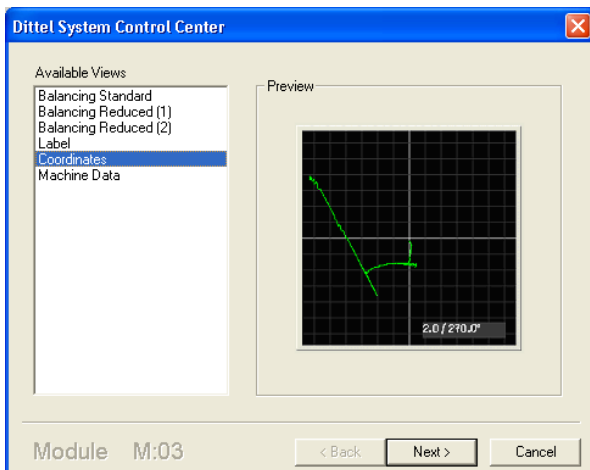 Dittel System Control Center
Available Views
Balancing Standard
Balancing Reduced (1)
Balancing Reduced (2)
Label
Coordinates
Machine Data
Preview
2.0 / 270.0°
Module M:03
< Back
Next >
Cancel